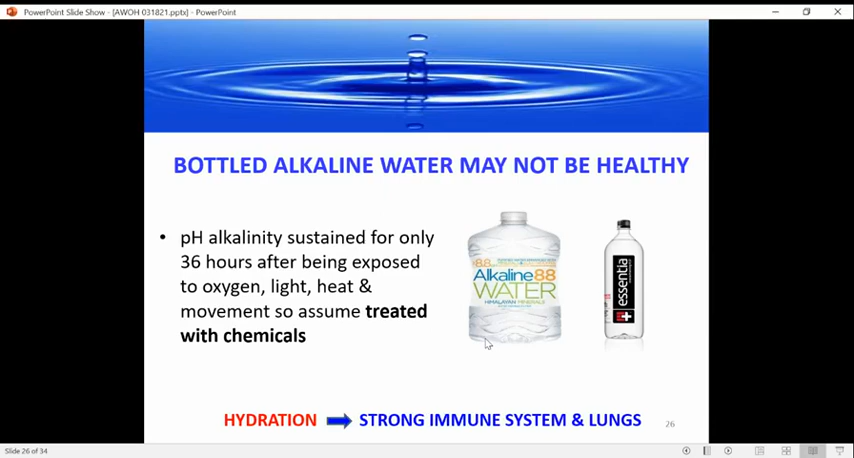 PowerPoint Slide Show - [AWOH 031821.pptx] - PowerPoint
BOTTLED ALKALINE WATER MAY NOT BE HEALTHY
• pH alkalinity sustained for only
36 hours after being exposed
to oxygen, light, heat &
movement so assume treated
with chemicals
8.8
Alkaline88
WATER
HIMALAYAN MINERALS
essentia
HYDRATION
STRONG IMMUNE SYSTEM & LUNGS
26
Slide 26 of 34